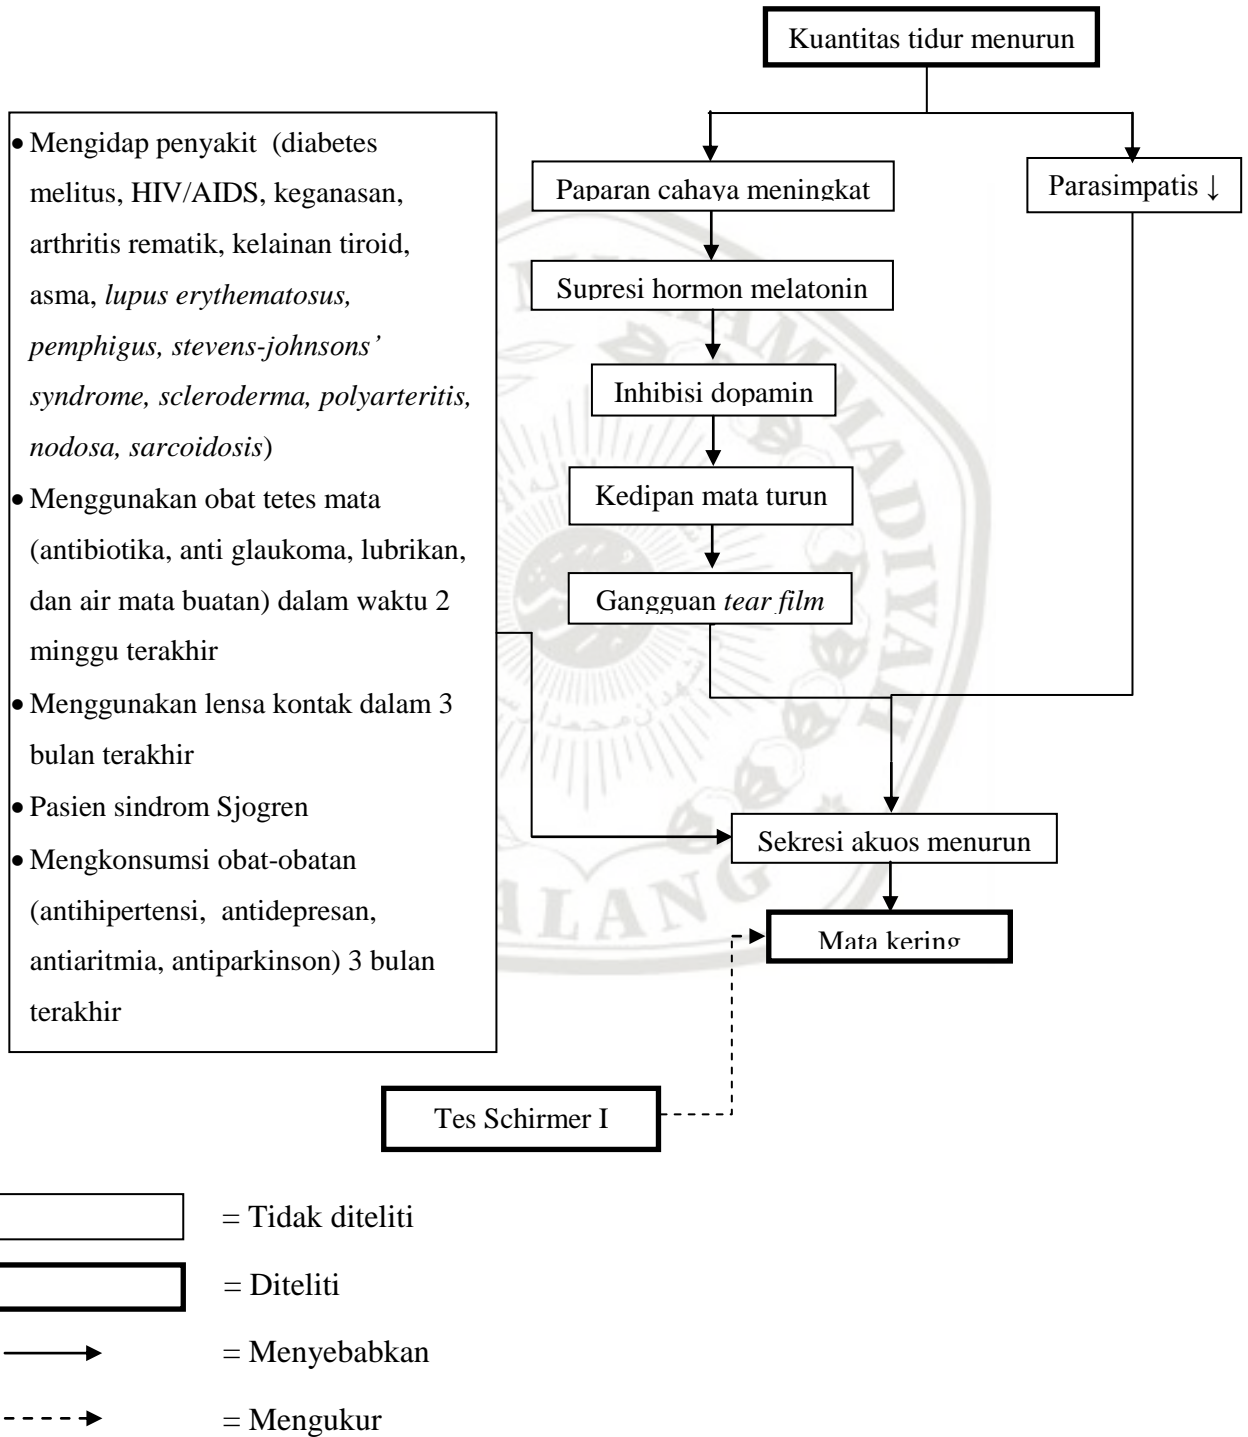 Kuantitas tidur menurun
Paparan cahaya meningkat
Parasimpatis ↓
Supresi hormon melatonin
Inhibisi dopamin
Kedipan mata turun
Gangguan tear film
• Mengidap penyakit (diabetes
melitus, HIV/AIDS, keganasan,
arthritis rematik, kelainan tiroid,
asma, lupus erythematosus,
pemphigus, stevens-johnsons’
syndrome, scleroderma, polyarteritis,
nodosa, sarcoidosis)
• Menggunakan obat tetes mata
(antibiotika, anti glaukoma, lubrikan,
dan air mata buatan) dalam waktu 2
minggu terakhir
• Menggunakan lensa kontak dalam 3
bulan terakhir
• Pasien sindrom Sjogren
• Mengkonsumsi obat-obatan
(antihipertensi, antidepresan,
antiaritmia, antiparkinson) 3 bulan
terakhir
Sekresi akuos menurun
Mata kering
Tes Schirmer I
= Tidak diteliti
= Diteliti
= Menyebabkan
= Mengukur
MUHAMMADIYAH
MALANG